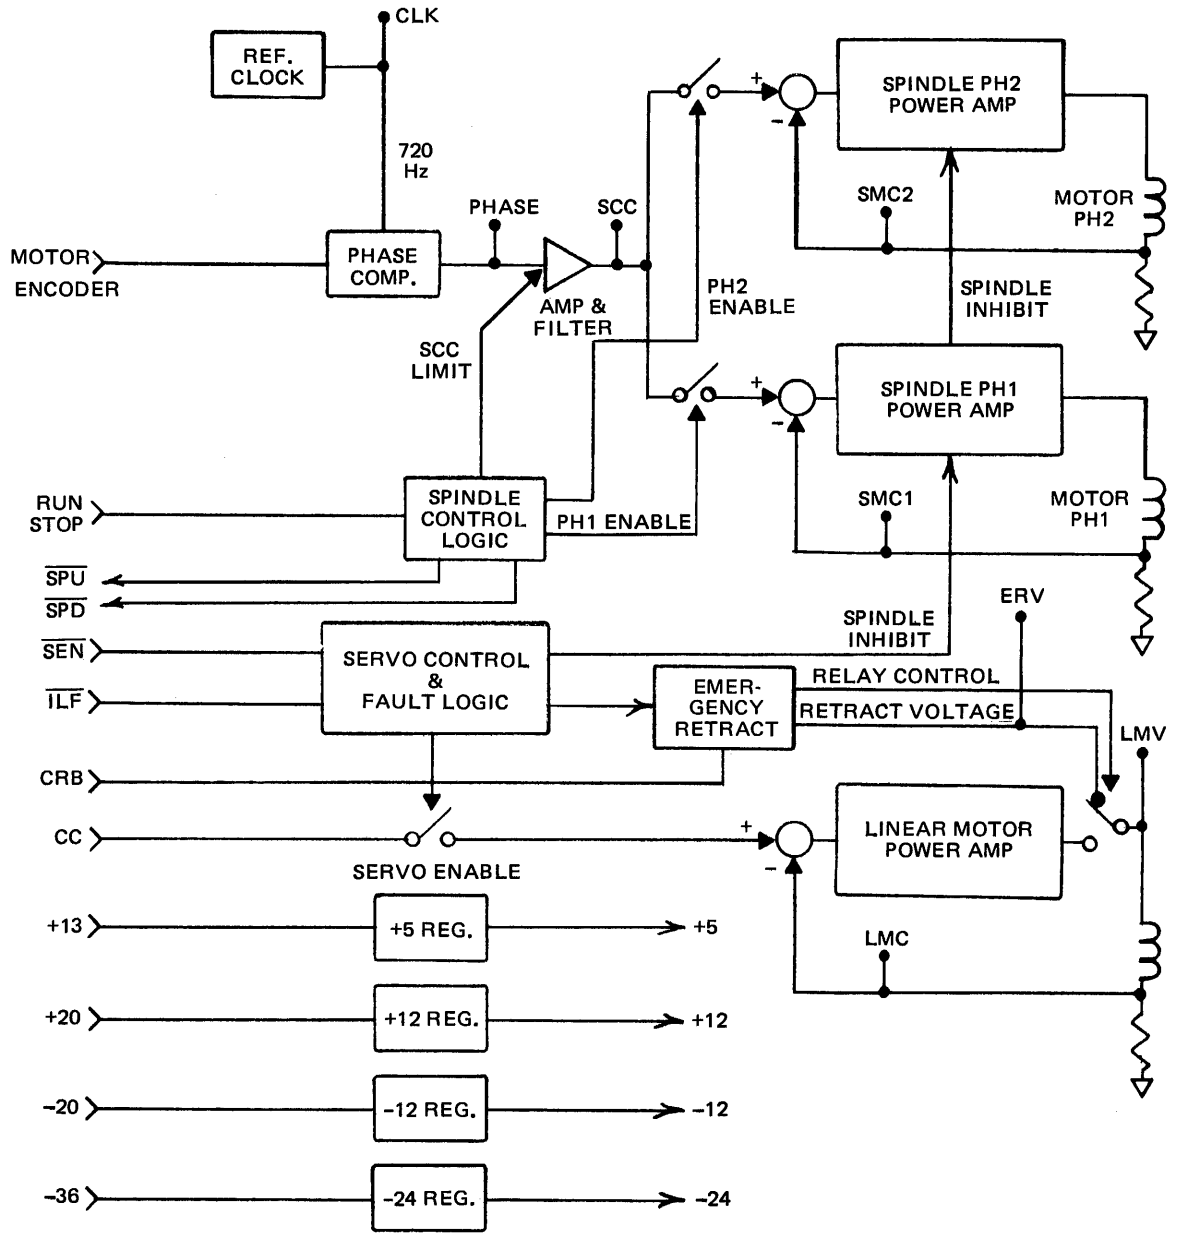 CLK
REF.
CLOCK
720
Hz
SPINDLE PH2
POWER AMP
+
−
SMC2
MOTOR
PH2
PHASE
SCC
MOTOR
ENCODER
PHASE
COMP.
AMP &
FILTER
PH2
ENABLE
SPINDLE
INHIBIT
SCC
LIMIT
+
−
SPINDLE PH1
POWER AMP
SMC1
MOTOR
PH1
RUN
STOP
SPINDLE
CONTROL
LOGIC
PH1 ENABLE
SPU
SPD
SEN
ILF
SERVO CONTROL
&
FAULT LOGIC
SPINDLE
INHIBIT
ERV
EMER-
GENCY
RETRACT
RELAY CONTROL
RETRACT VOLTAGE
LMV
CRB
CC
SERVO ENABLE
+
−
LINEAR MOTOR
POWER AMP
LMC
+13
+5 REG.
+5
+20
+12 REG.
+12
−20
−12 REG.
−12
−36
−24 REG.
−24